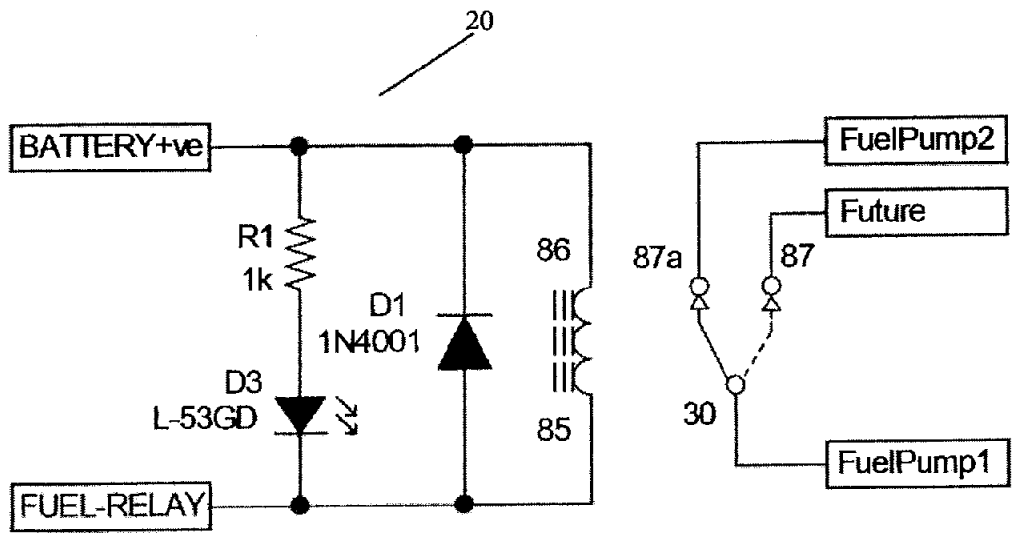 20
BATTERY+ve
FuelPump2
Future
R1
1k
86
87a
87
D1
1N4001
D3
L-53GD
85
30
FuelPump1
FUEL-RELAY